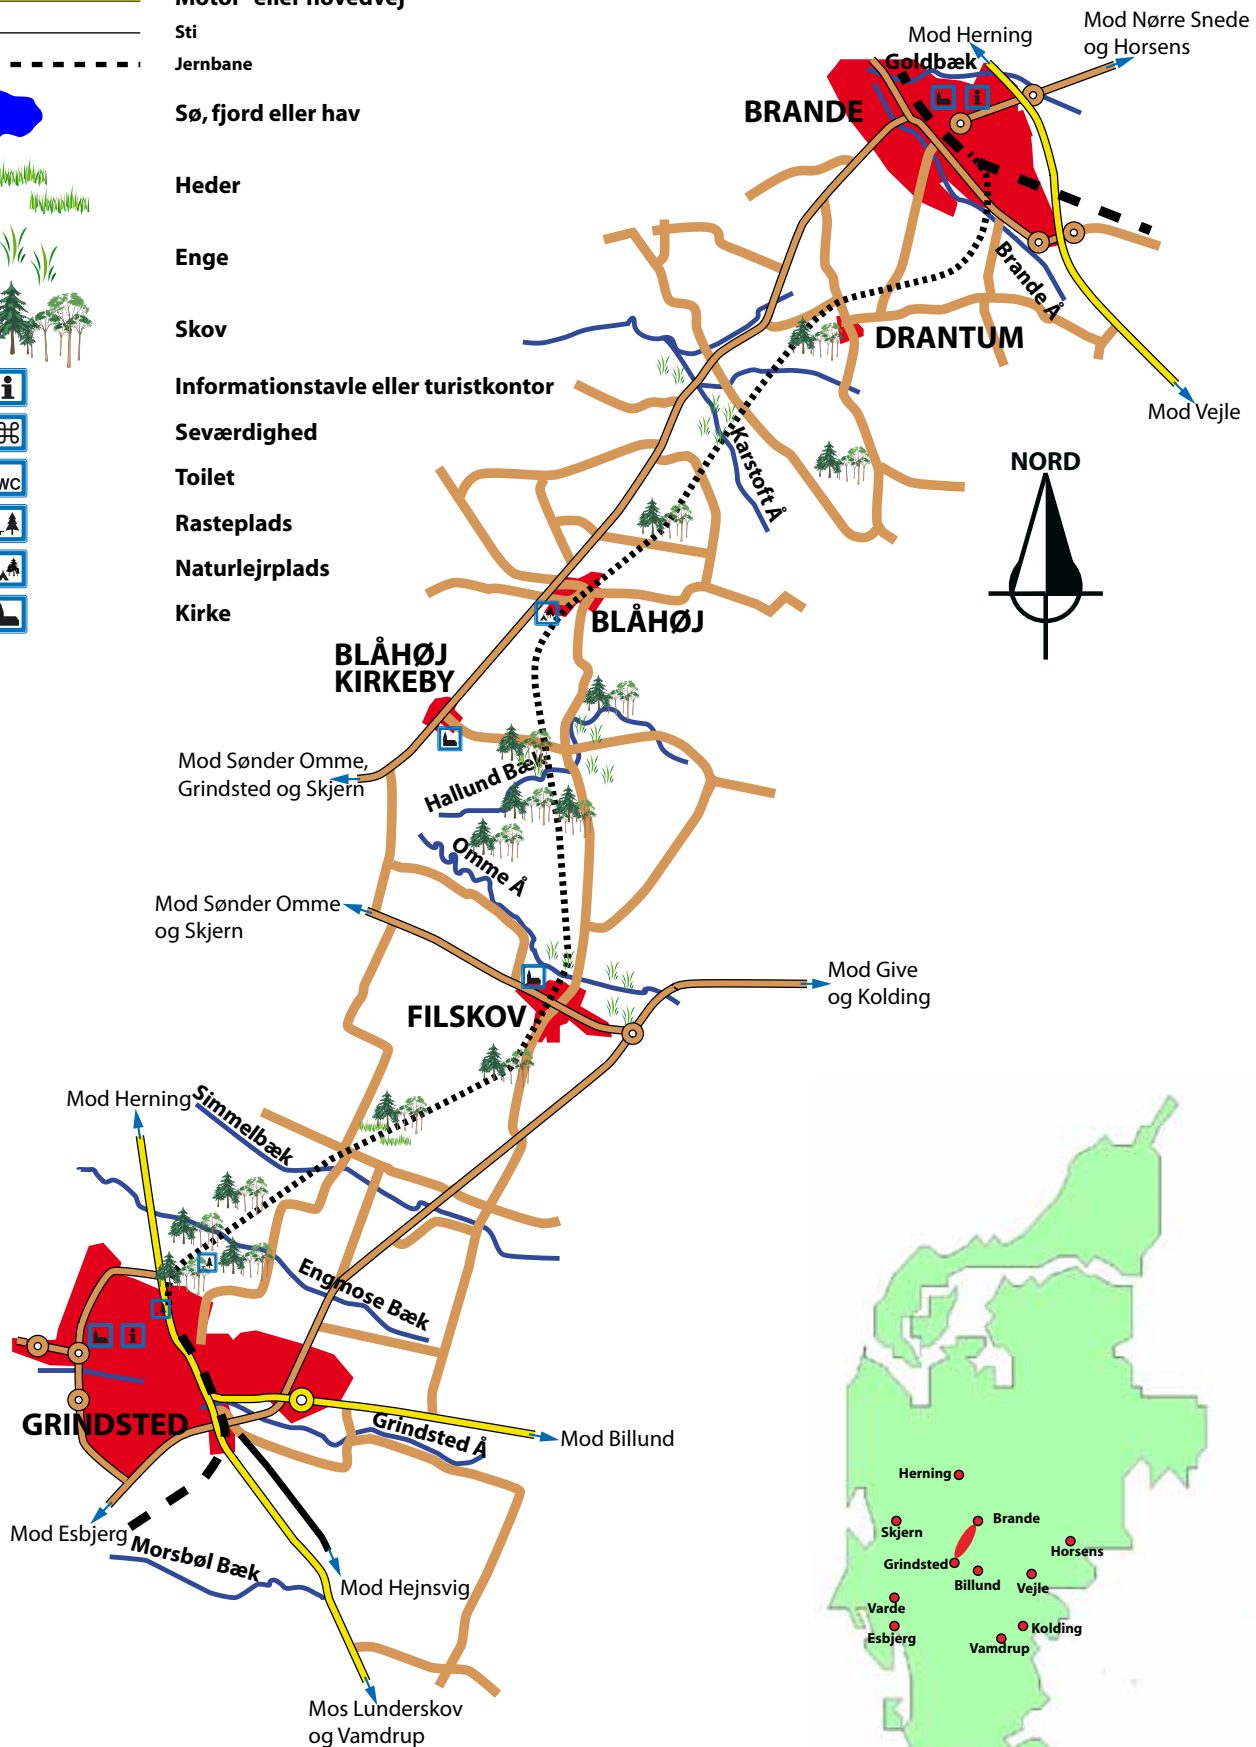 Motor- eller hovedvej
Sti
Jernbane
Sø, fjord eller hav
Heder
Enge
Skov
Informationstavle eller turistkontor
Seværdighed
WC
Toilet
Rasteplads
Naturlejrplads
Kirke
Mod Herning
Mod Nørre Snede
og Horsens
Goldbæk
BRANDE
Brande Å
DRANTUM
Mod Vejle
Karstoft Å
NORD
BLÅHØJ
BLÅHØJ
KIRKEBY
Mod Sønder Omme,
Grindsted og Skjern
Hallund Bæk
Omme Å
Mod Sønder Omme
og Skjern
Mod Give
og Kolding
FILSKOV
Mod Herning
Simmelbæk
Engmose Bæk
GRINDSTED
Grindsted Å
Mod Billund
Mod Esbjerg
Morsbøl Bæk
Mod Hejnsvig
Mos Lunderskov
og Vamdrup
Herning
Skjern
Brande
Horsens
Grindsted
Billund
Vejle
Varde
Esbjerg
Kolding
Vamdrup